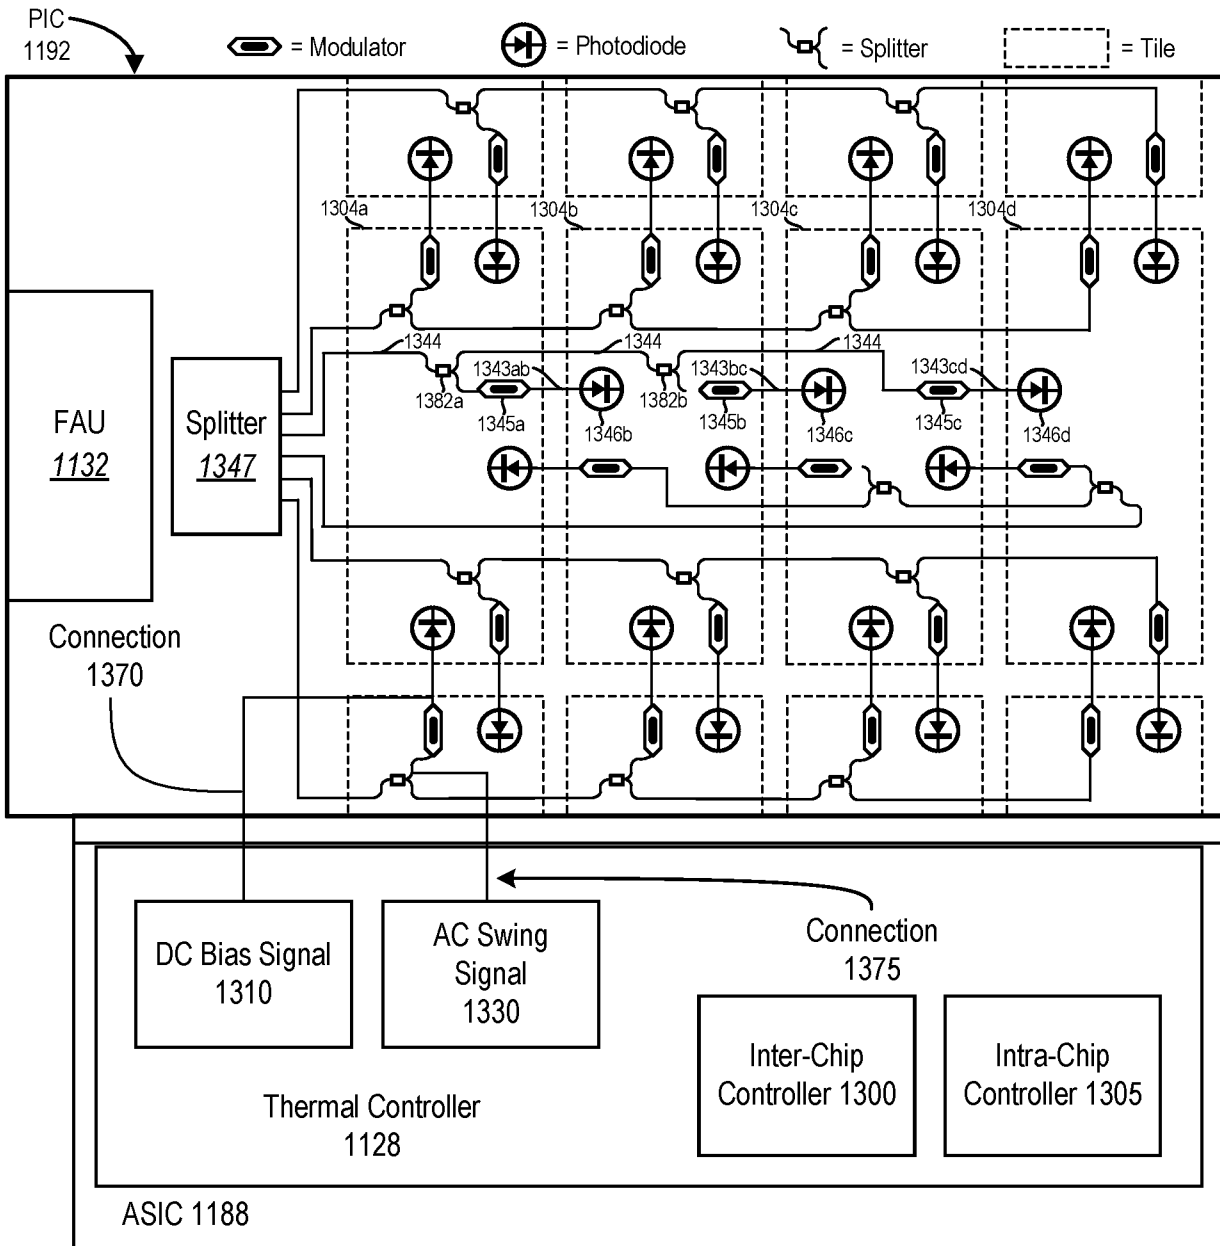 PIC
1192
= Modulator
= Photodiode
= Splitter
= Tile
1304a
1304b
1304c
1304d
1344
1344
1344
1382a
1343ab
1345a
1346b
1382b
1343bc
1345b
1346c
1343cd
1345c
1346d
FAU
1132
Splitter
1347
Connection
1370
DC Bias Signal
1310
AC Swing
Signal
1330
Connection
1375
Inter-Chip
Controller 1300
Intra-Chip
Controller 1305
Thermal Controller
1128
ASIC 1188